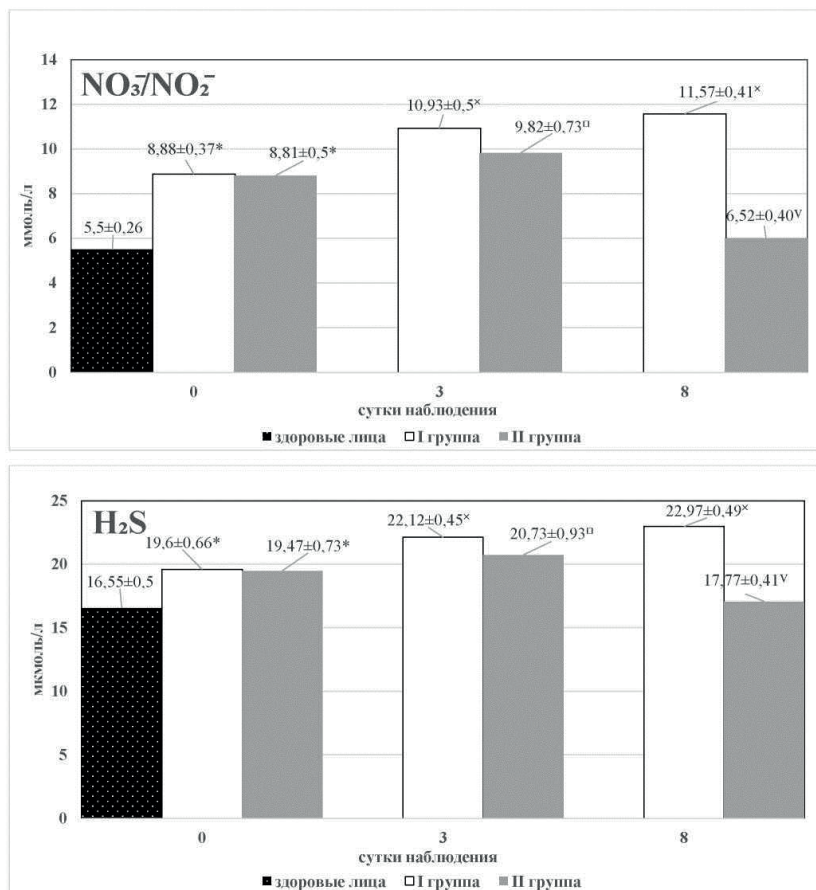 NO₃⁻/NO₂⁻
14
12
10
8
6
4
2
0
ммоль/л
5,5±0,26
8,88±0,37*
8,81±0,5*
10,93±0,5ˣ
9,82±0,73¤
11,57±0,41ˣ
6,52±0,40ᵛ
0 3 8
сутки наблюдения
здоровые лица I группа II группа
H₂S
25
20
15
10
5
0
мкмоль/л
16,55±0,5
19,6±0,66*
19,47±0,73*
22,12±0,45ˣ
20,73±0,93¤
22,97±0,49ˣ
17,77±0,41ᵛ
0 3 8
сутки наблюдения
здоровые лица I группа II группа